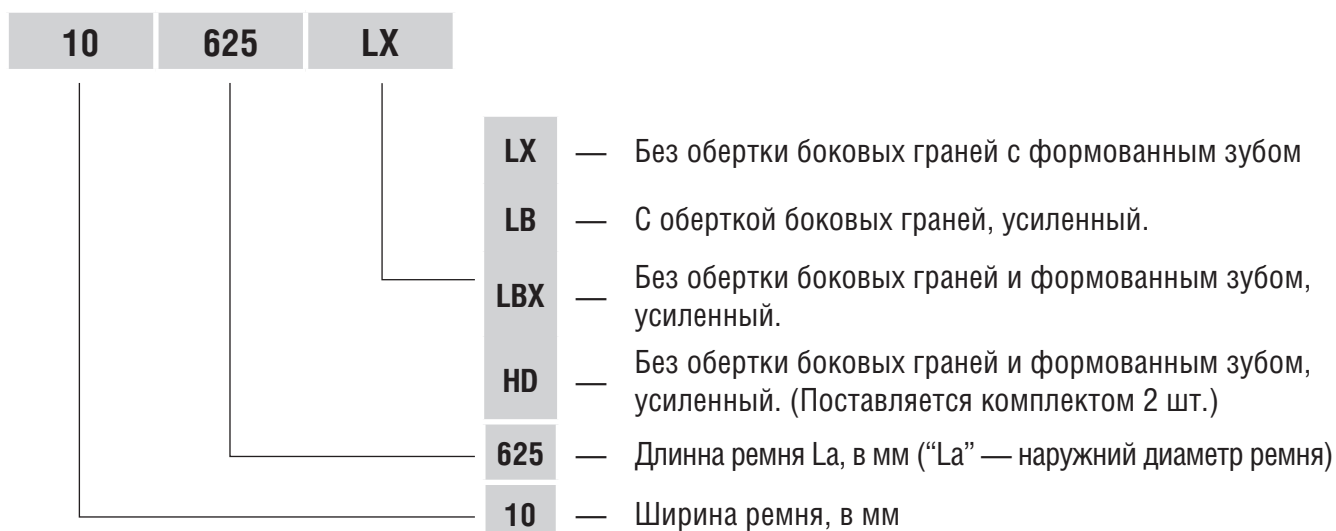 10 625 LX
LX — Без обертки боковых граней с формованным зубом
LB — С оберткой боковых граней, усиленный.
LBX — Без обертки боковых граней и формованным зубом,
усиленный.
HD — Без обертки боковых граней и формованным зубом,
усиленный. (Поставляется комплектом 2 шт.)
625 — Длинна ремня La, в мм (“La” — наружний диаметр ремня)
10 — Ширина ремня, в мм